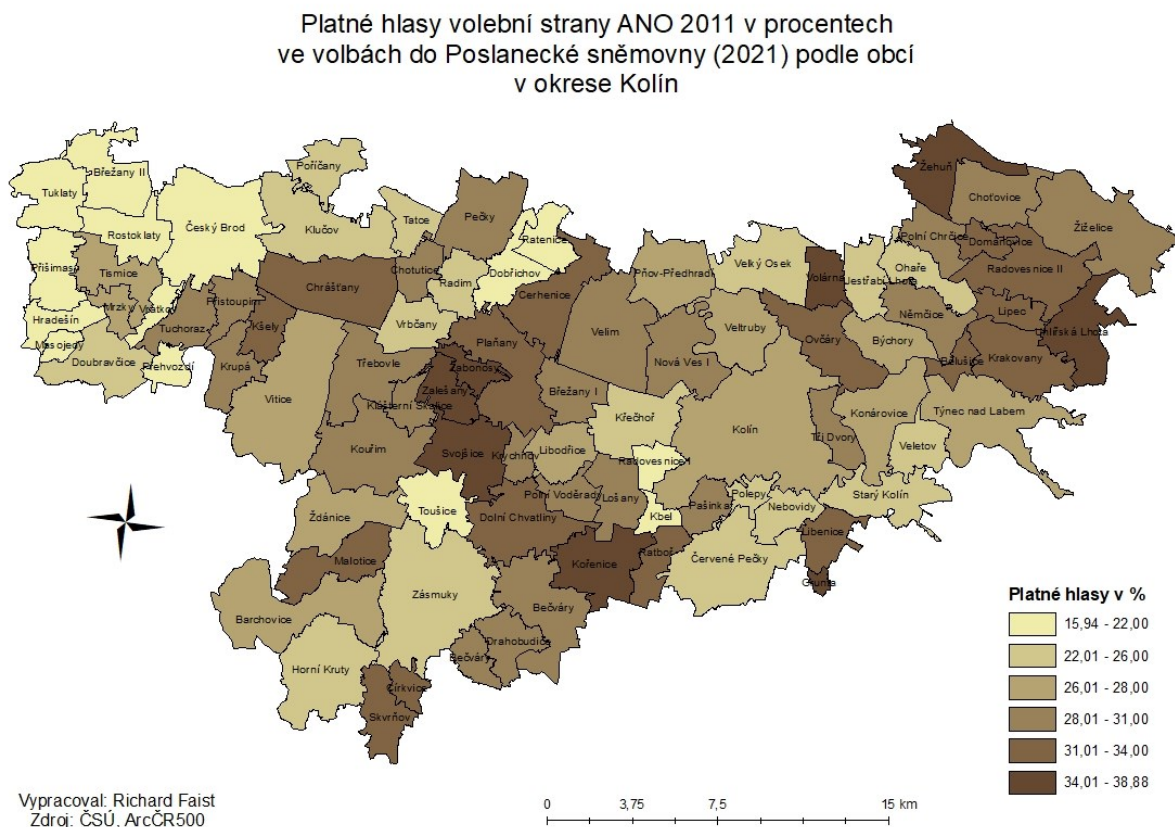 Platné hlasy volební strany ANO 2011 v procentech
ve volbách do Poslanecké sněmovny (2021) podle obcí
v okrese Kolín
Poříčany
Břežany II
Tuklaty
Žehuň
Choťovice
Pečky
Tatce
Klučov
Český Brod
Rostoklaty
Ratenice
Polní Chrčice
Žiželice
Domanovice
Přišimasy
Tismice
Chotutice
Dobřichov
Pňov-Předhradí
Velký Osek
Ohaře
Radovesnice II
Radim
Volárna
Jestřabí Lhota
Chrášťany
Cerhenice
Mrzky
Vrátkov
Přistoupim
Lipec
Němčice
Hradešín
Tuchoraz
Kšely
Vrbčany
Velim
Veltruby
Uhlířská Lhota
Plaňany
Ovčáry
Býchory
Masojedy
Doubravčice
Přehvozdí
Krupá
Třebovle
Zabonosy
Nová Ves I
Bělušice
Krakovany
Zalešany
Břežany I
Vitice
Klášterní Skalice
Křečhoř
Konárovice
Týnec nad Labem
Kolín
Tři Dvory
Kouřim
Svojšice
Krychnov
Libodřice
Radovesnice I
Veletov
Ždánice
Toušice
Polní Voděrady
Lošany
Pašinka
Polepy
Nebovidy
Starý Kolín
Dolní Chvatliny
Kbel
Libenice
Malotice
Kořenice
Ratboř
Červené Pečky
Grunta
Zásmuky
Barchovice
Bečváry
Drahobudice
Bečváry
Horní Kruty
Církvice
Skvrňov
Platné hlasy v %
15,94 - 22,00
22,01 - 26,00
26,01 - 28,00
28,01 - 31,00
31,01 - 34,00
34,01 - 38,88
Vypracoval: Richard Faist
Zdroj: ČSÚ, ArcČR500
0 3,75 7,5 15 km